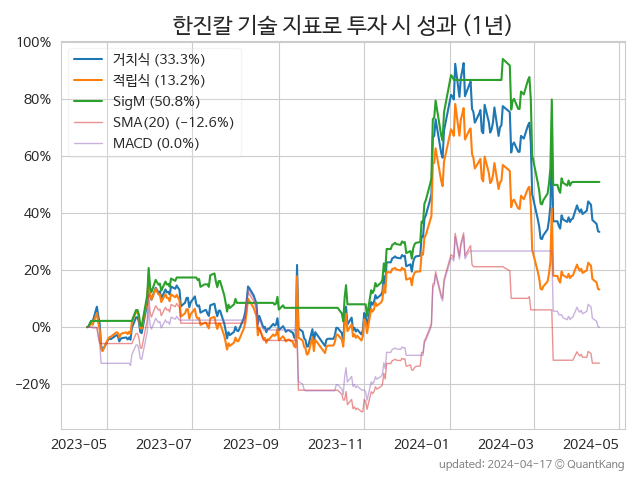 한진칼 기술 지표로 투자 시 성과 (1년)
100%
80%
60%
40%
20%
0%
−20%
거치식 (33.3%)
적립식 (13.2%)
SigM (50.8%)
SMA(20) (−12.6%)
MACD (0.0%)
2023-05 2023-07 2023-09 2023-11 2024-01 2024-03 2024-05
updated: 2024-04-17 ⓒ QuantKang